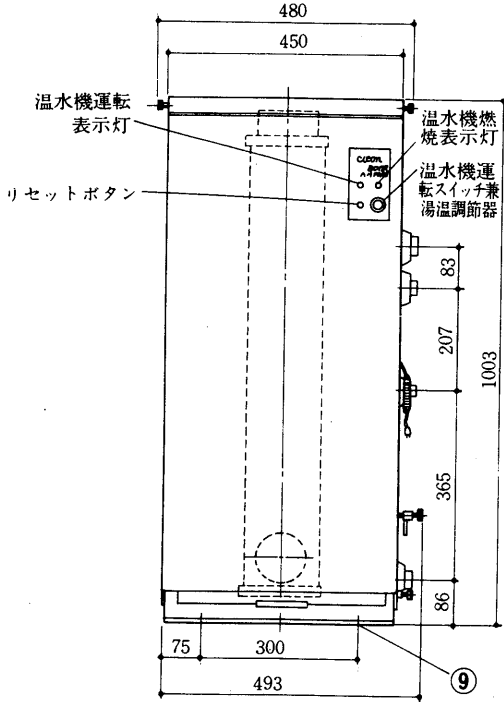 480
450
温水機運転
表示灯
温水機燃
焼表示灯
リセットボタン
温水機運
転スイッチ兼
湯温調節器
83
207
1003
365
86
75
300
⑨
493